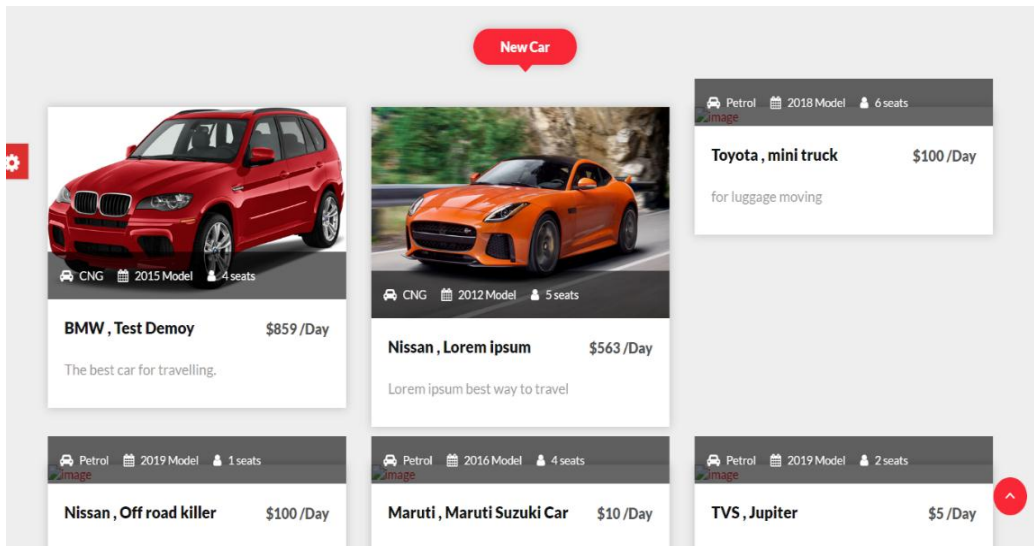 New Car
CNG 2015 Model 4 seats
BMW , Test Demoy $859 /Day
The best car for travelling.
CNG 2012 Model 5 seats
Nissan , Lorem ipsum $563 /Day
Lorem ipsum best way to travel
Petrol 2018 Model 6 seats
image
Toyota , mini truck $100 /Day
for luggage moving
Petrol 2019 Model 1 seats
image
Nissan , Off road killer $100 /Day
Petrol 2016 Model 4 seats
image
Maruti , Maruti Suzuki Car $10 /Day
Petrol 2019 Model 2 seats
image
TVS , Jupiter $5 /Day